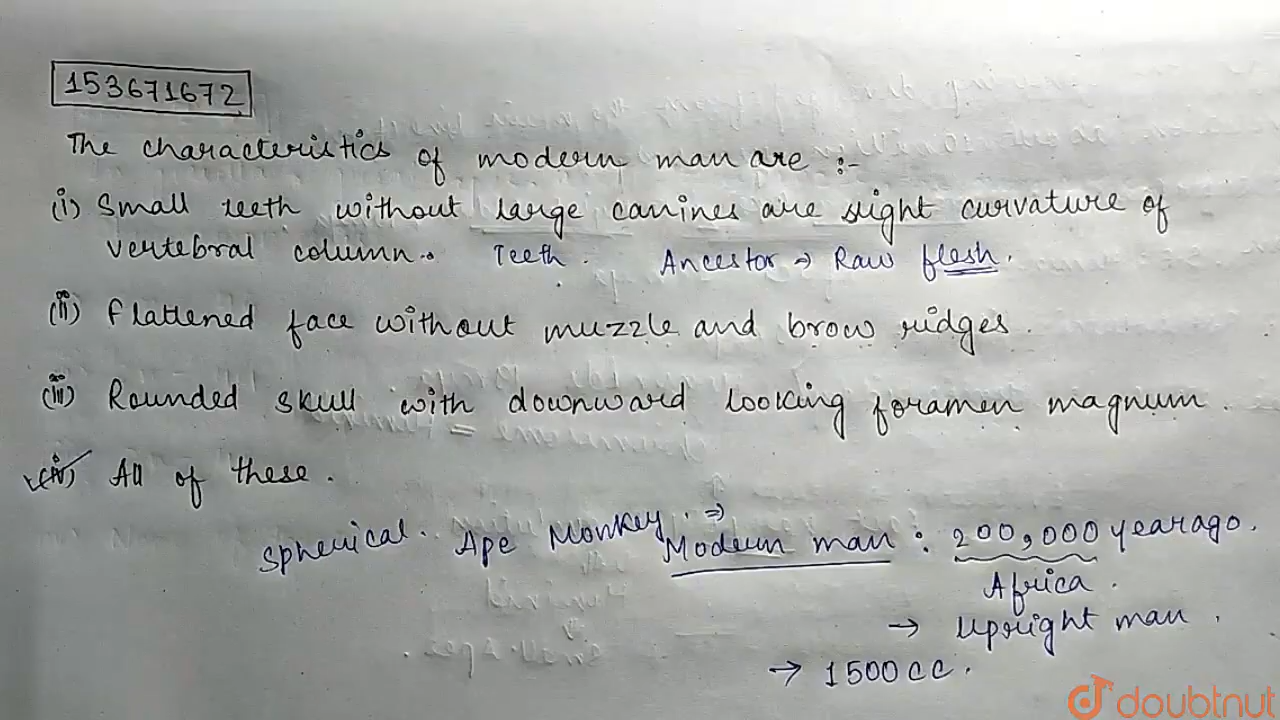 153671672
The characteristics of modern man are :-
(i) Small teeth without large canines are slight curvature of
vertebral column. Teeth. Ancestor → Raw flesh.
(ii) Flattened face without muzzle and brow ridges.
(iii) Rounded skull with downward looking foramen magnum.
(iv) All of these.
Spherical. Ape Monkey. ⇒ Modern man : 200,000 year ago.
Africa.
→ Upright man.
→ 1500 cc.
doubtnut